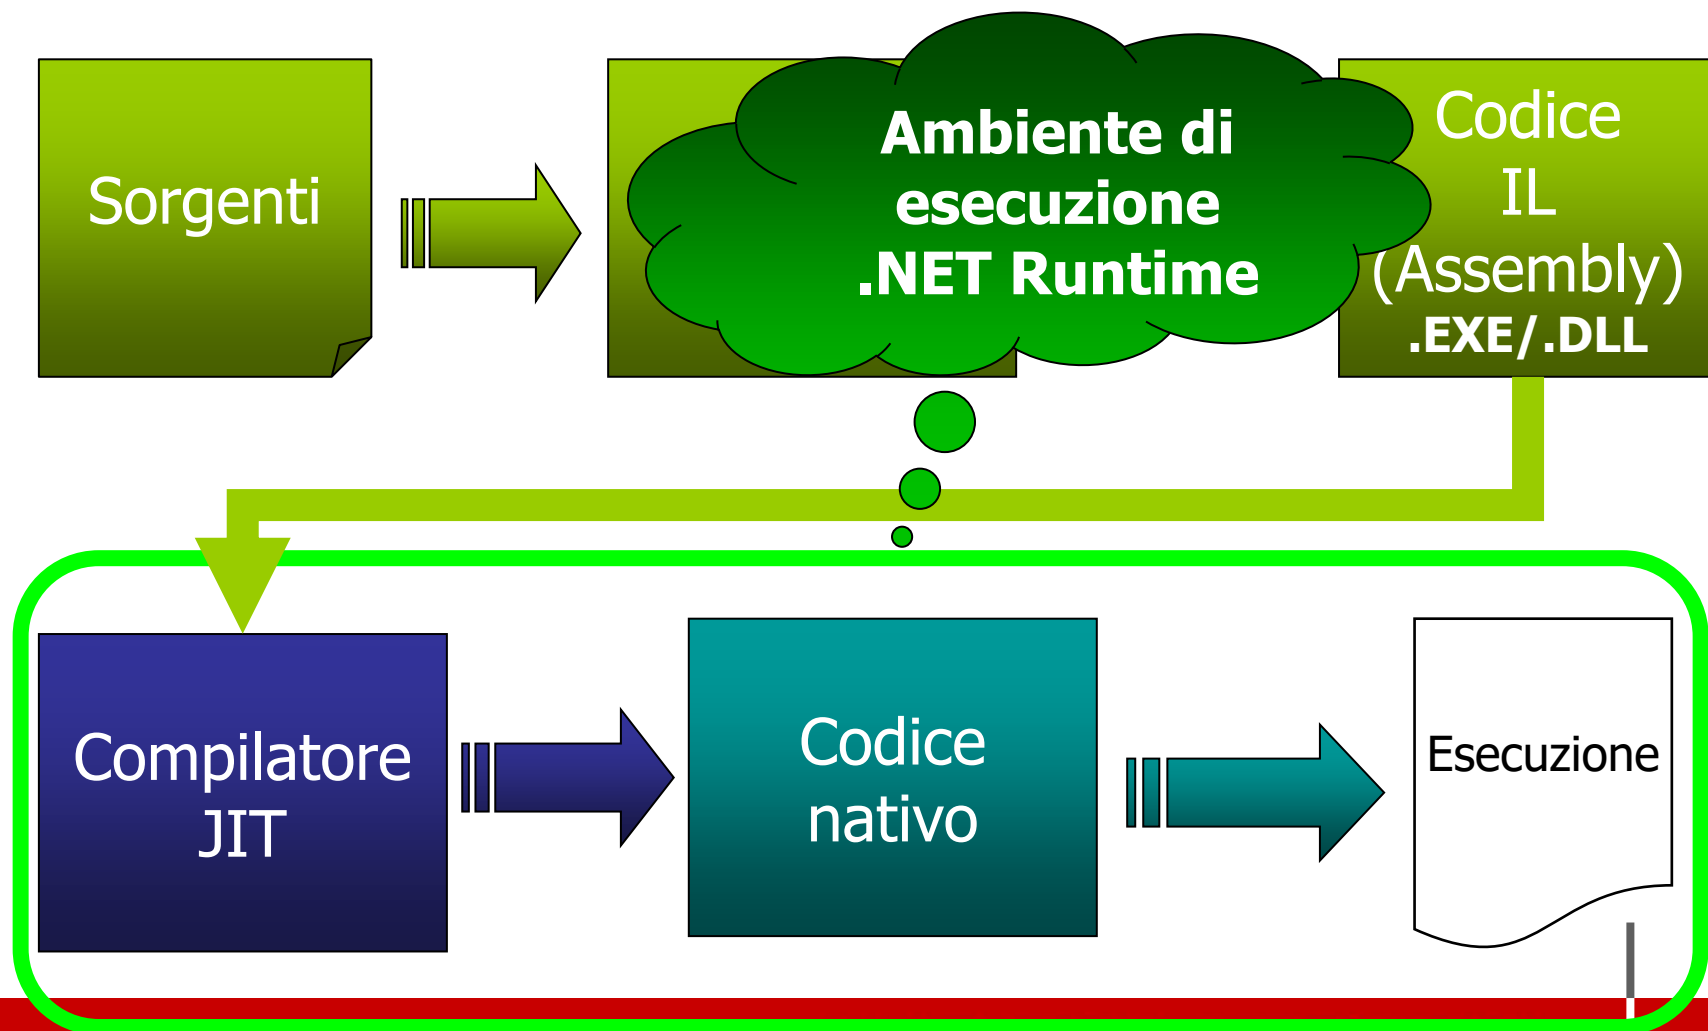 Sorgenti
Ambiente di
esecuzione
.NET Runtime
Codice
IL
(Assembly)
.EXE/.DLL
Compilatore
JIT
Codice
nativo
Esecuzione